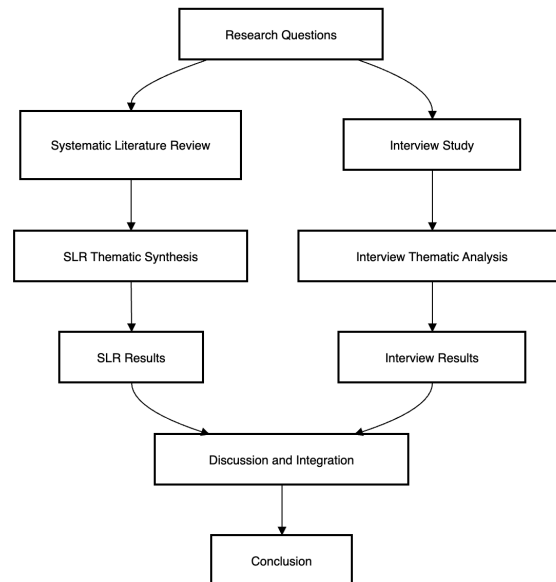 Research Questions
Systematic Literature Review
Interview Study
SLR Thematic Synthesis
Interview Thematic Analysis
SLR Results
Interview Results
Discussion and Integration
Conclusion